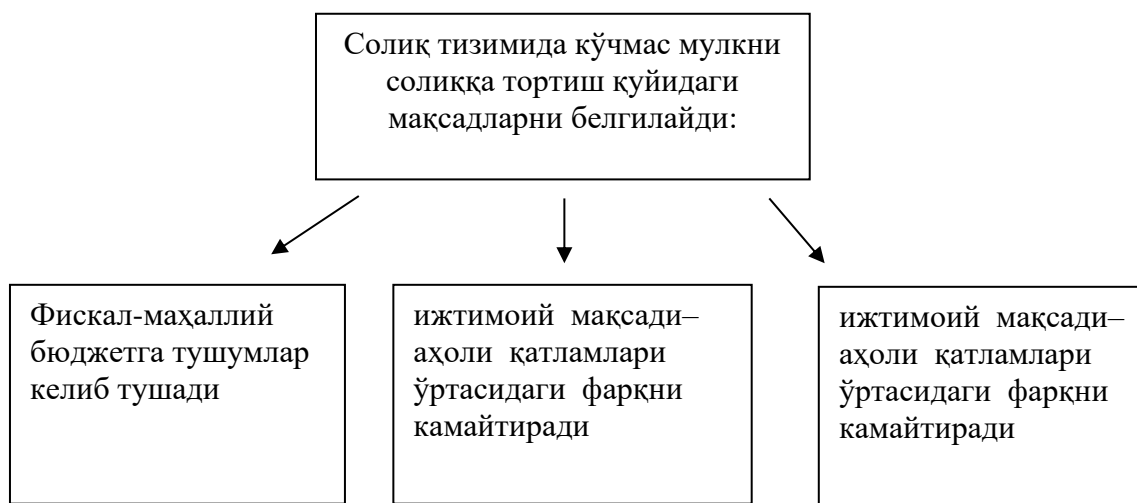 Солиқ тизимида кўчмас мулкни
солиққа тортиш қуйидаги
мақсадларни белгилайди:
Фискал-маҳаллий
бюджетга тушумлар
келиб тушади
ижтимоий мақсади–
аҳоли қатламлари
ўртасидаги фарқни
камайтиради
ижтимоий мақсади–
аҳоли қатламлари
ўртасидаги фарқни
камайтиради